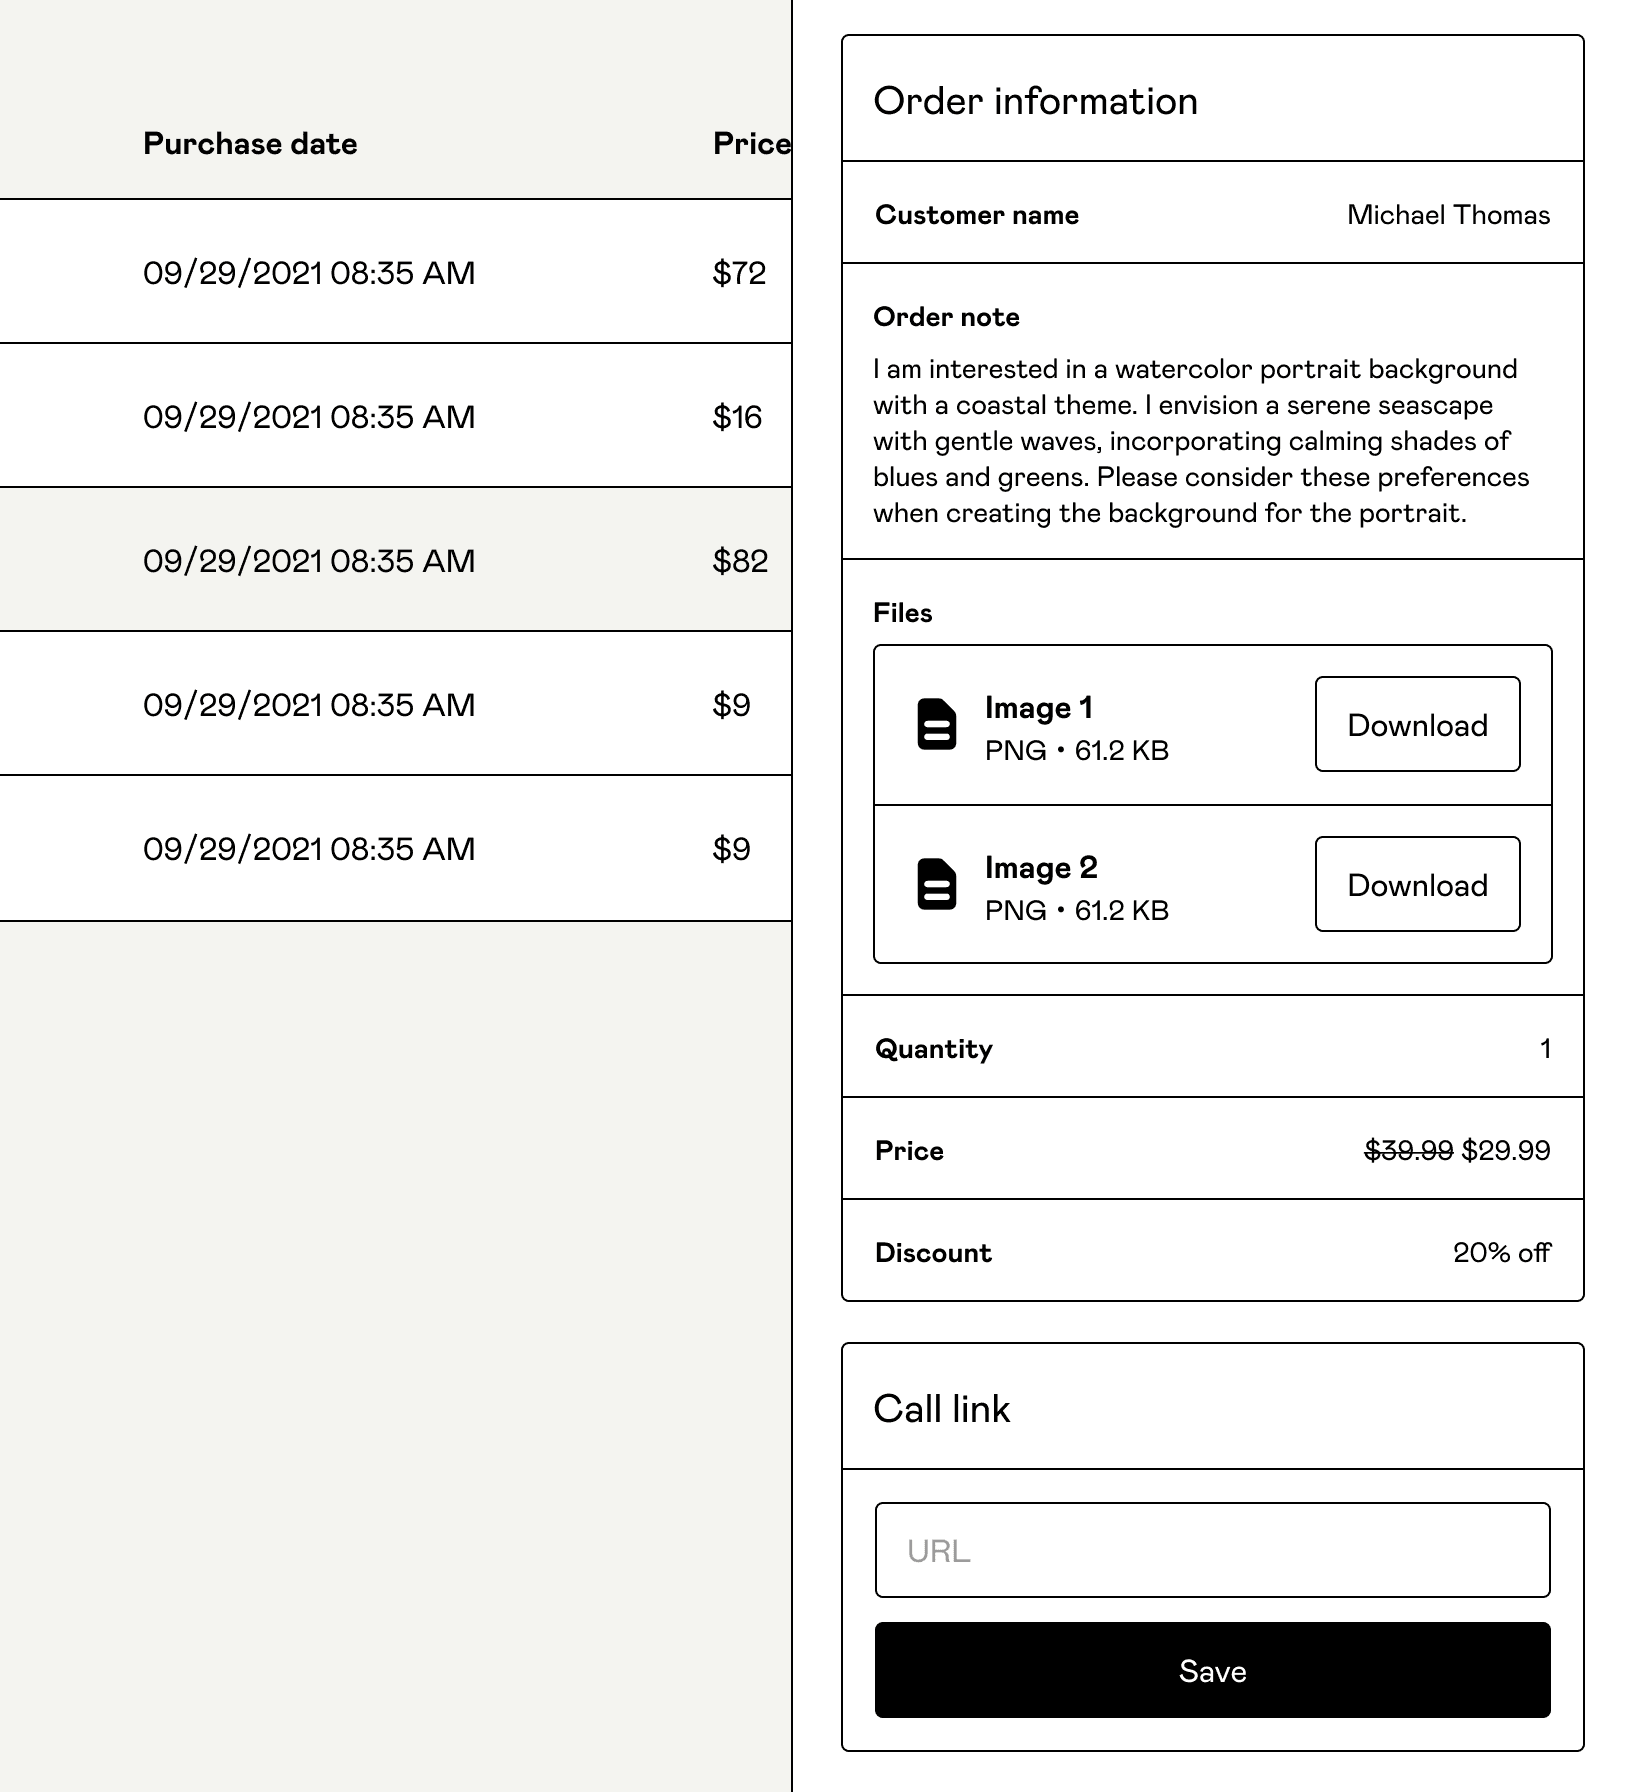 Purchase date Price
09/29/2021 08:35 AM $72
09/29/2021 08:35 AM $16
09/29/2021 08:35 AM $82
09/29/2021 08:35 AM $9
09/29/2021 08:35 AM $9
Order information
Customer name Michael Thomas
Order note
I am interested in a watercolor portrait background
with a coastal theme. I envision a serene seascape
with gentle waves, incorporating calming shades of
blues and greens. Please consider these preferences
when creating the background for the portrait.
Files
Image 1
PNG • 61.2 KB
Download
Image 2
PNG • 61.2 KB
Download
Quantity 1
Price $39.99 $29.99
Discount 20% off
Call link
URL
Save